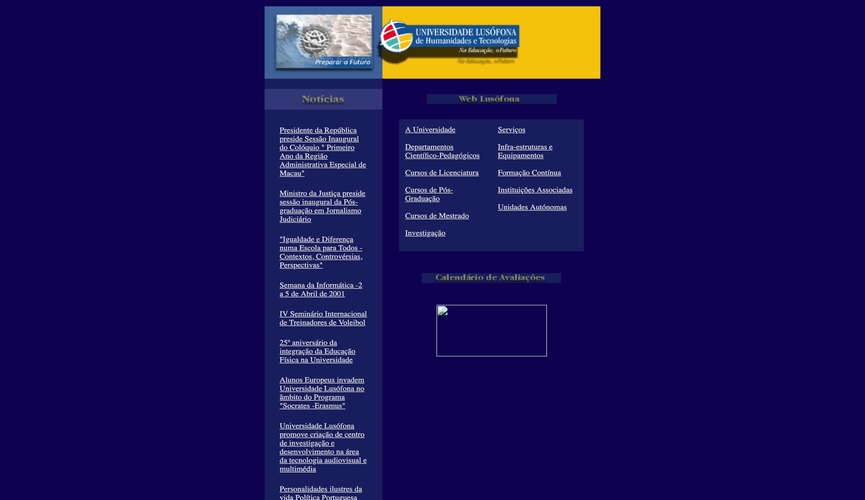 Preparar o Futuro
UNIVERSIDADE LUSÓFONA
de Humanidades e Tecnologias
Na Educação, o Futuro
Na Educação, o Futuro
Notícias
Presidente da República
preside Sessão Inaugural
do Colóquio " Primeiro
Ano da Região
Administrativa Especial de
Macau"
Ministro da Justiça preside
sessão inaugural da Pós-
graduação em Jornalismo
Judiciário
"Igualdade e Diferença
numa Escola para Todos -
Contextos, Controvérsias,
Perspectivas"
Semana da Informática -2
a 5 de Abril de 2001
IV Seminário Internacional
de Treinadores de Voleibol
25º aniversário da
integração da Educação
Física na Universidade
Alunos Europeus invadem
Universidade Lusófona no
âmbito do Programa
"Socrates -Erasmus"
Universidade Lusófona
promove criação de centro
de investigação e
desenvolvimento na área
da tecnologia audiovisual e
multimédia
Personalidades ilustres da
vida Política Portuguesa
Web Lusófona
A Universidade
Departamentos
Científico-Pedagógicos
Cursos de Licenciatura
Cursos de Pós-
Graduação
Cursos de Mestrado
Investigação
Serviços
Infra-estruturas e
Equipamentos
Formação Contínua
Instituições Associadas
Unidades Autónomas
Calendário de Avaliações